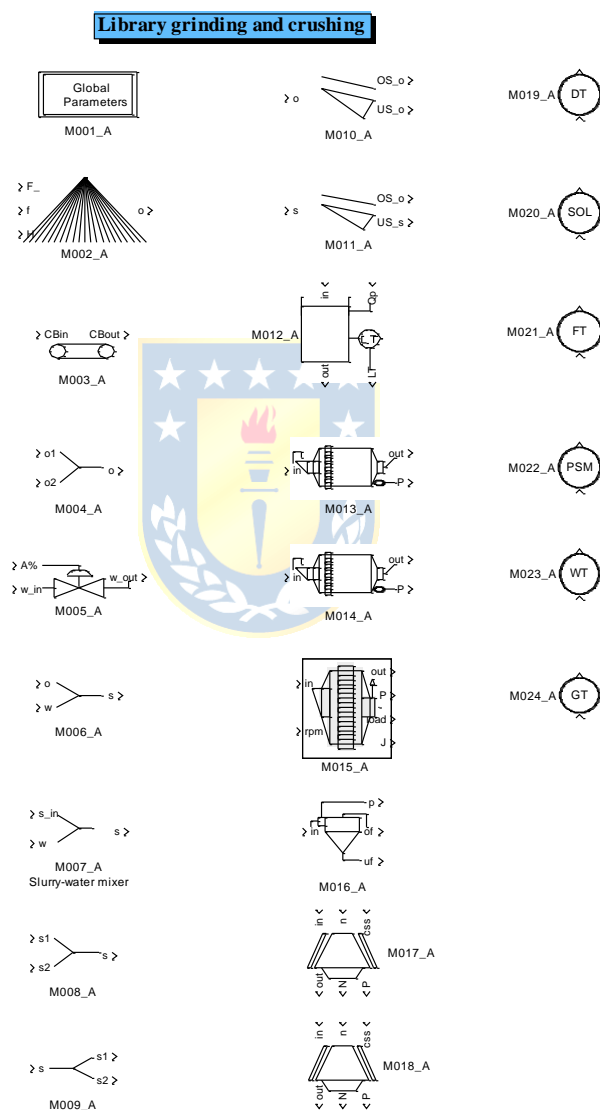 Library grinding and crushing
Global
Parameters
M001_A
F_
f
H
o
M002_A
CBin
CBout
M003_A
o1
o2
o
M004_A
A%
w_in
w_out
M005_A
o
w
s
M006_A
s_in
w
s
M007_A
Slurry-water mixer
s1
s2
s
M008_A
s
s1
s2
M009_A
o
OS_o
US_o
M010_A
s
OS_o
US_s
M011_A
in
Qp
M012_A
LT
out
LT
in
out
P
M013_A
in
out
P
M014_A
in
rpm
out
P
load
J
M015_A
p
in
of
uf
M016_A
in
n
css
M017_A
out
N
P
in
n
css
M018_A
out
N
P
M019_A
DT
M020_A
SOL
M021_A
FT
M022_A
PSM
M023_A
WT
M024_A
GT